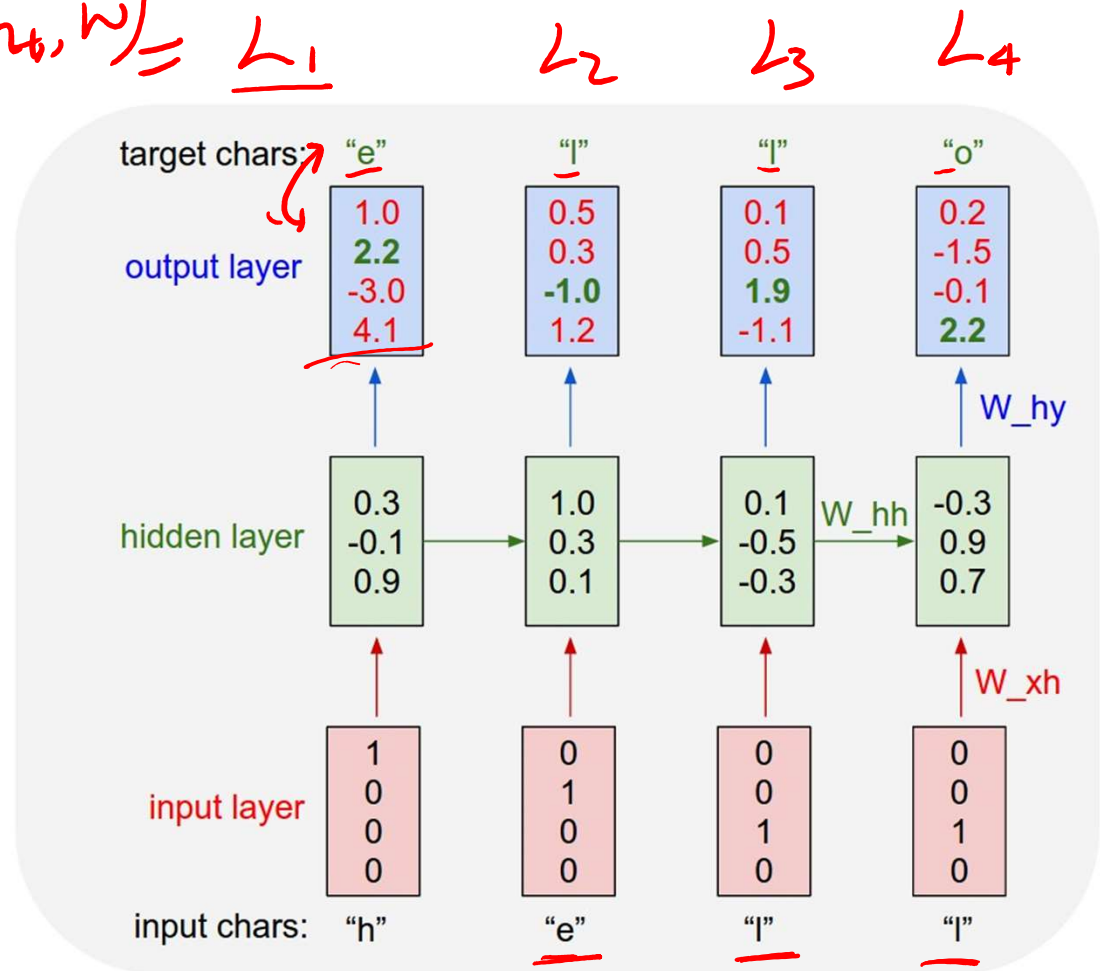 , W) = L1 L2 L3 L4
target chars: “e” “l” “l” “o”
1.0 0.5 0.1 0.2
2.2 0.3 0.5 -1.5
output layer
-3.0 -1.0 1.9 -0.1
4.1 1.2 -1.1 2.2
W_hy
0.3 1.0 0.1 -0.3
W_hh
hidden layer -0.1 0.3 -0.5 0.9
0.9 0.1 -0.3 0.7
W_xh
1 0 0 0
0 1 0 0
input layer
0 0 1 1
0 0 0 0
input chars: “h” “e” “l” “l”